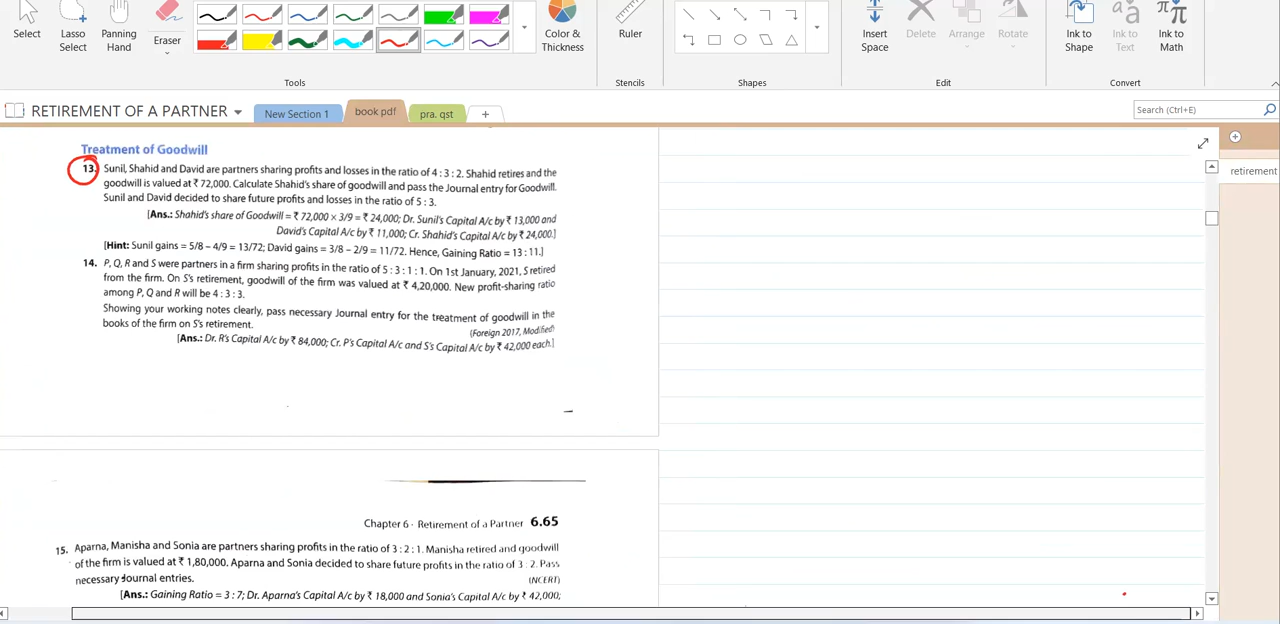 Select
Lasso
Select
Panning
Hand
Eraser
Color &
Thickness
Ruler
Insert
Space
Delete
Arrange
Rotate
Ink to
Shape
Ink to
Text
Ink to
Math
Tools
Stencils
Shapes
Edit
Convert
RETIREMENT OF A PARTNER
New Section 1
book pdf
pra. qst
+
Search (Ctrl+E)
retirement
Treatment of Goodwill
13. Sunil, Shahid and David are partners sharing profits and losses in the ratio of 4 : 3 : 2. Shahid retires and the
goodwill is valued at ₹ 72,000. Calculate Shahid's share of goodwill and pass the Journal entry for Goodwill.
Sunil and David decided to share future profits and losses in the ratio of 5 : 3.
[Ans.: Shahid's share of Goodwill = ₹ 72,000 × 3/9 = ₹ 24,000; Dr. Sunil's Capital A/c by ₹ 13,000 and
David's Capital A/c by ₹ 11,000; Cr. Shahid's Capital A/c by ₹ 24,000.]
[Hint: Sunil gains = 5/8 – 4/9 = 13/72; David gains = 3/8 – 2/9 = 11/72. Hence, Gaining Ratio = 13 : 11.]
14. P, Q, R and S were partners in a firm sharing profits in the ratio of 5 : 3 : 1 : 1. On 1st January, 2021, S retired
from the firm. On S's retirement, goodwill of the firm was valued at ₹ 4,20,000. New profit-sharing ratio
among P, Q and R will be 4 : 3 : 3.
Showing your working notes clearly, pass necessary Journal entry for the treatment of goodwill in the
books of the firm on S's retirement.
(Foreign 2017, Modified)
[Ans.: Dr. R's Capital A/c by ₹ 84,000; Cr. P's Capital A/c and S's Capital A/c by ₹ 42,000 each.]
Chapter 6 · Retirement of a Partner 6.65
15. Aparna, Manisha and Sonia are partners sharing profits in the ratio of 3 : 2 : 1. Manisha retired and goodwill
of the firm is valued at ₹ 1,80,000. Aparna and Sonia decided to share future profits in the ratio of 3 : 2. Pass
necessary Journal entries.
(NCERT)
[Ans.: Gaining Ratio = 3 : 7; Dr. Aparna's Capital A/c by ₹ 18,000 and Sonia's Capital A/c by ₹ 42,000;